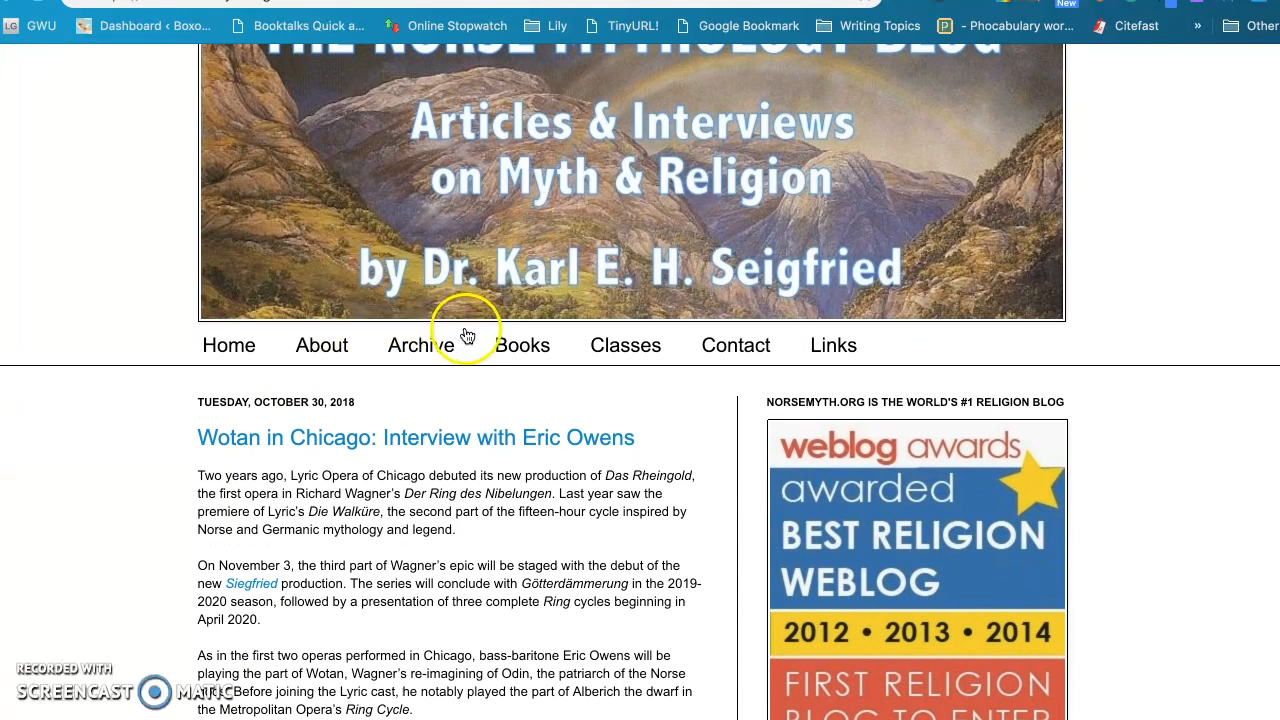 New
LG GWU Dashboard ‹ Boxo... Booktalks Quick a... Online Stopwatch Lily TinyURL! Google Bookmark Writing Topics P - Phocabulary wor... Citefast » Other
THE NORSE MYTHOLOGY BLOG
Articles & Interviews
on Myth & Religion
by Dr. Karl E. H. Seigfried
Home About Archive Books Classes Contact Links
TUESDAY, OCTOBER 30, 2018
Wotan in Chicago: Interview with Eric Owens
Two years ago, Lyric Opera of Chicago debuted its new production of Das Rheingold,
the first opera in Richard Wagner’s Der Ring des Nibelungen. Last year saw the
premiere of Lyric’s Die Walküre, the second part of the fifteen-hour cycle inspired by
Norse and Germanic mythology and legend.
On November 3, the third part of Wagner’s epic will be staged with the debut of the
new Siegfried production. The series will conclude with Götterdämmerung in the 2019-
2020 season, followed by a presentation of three complete Ring cycles beginning in
April 2020.
As in the first two operas performed in Chicago, bass-baritone Eric Owens will be
playing the part of Wotan, Wagner’s re-imagining of Odin, the patriarch of the Norse
Before joining the Lyric cast, he notably played the part of Alberich the dwarf in
the Metropolitan Opera’s Ring Cycle.
NORSEMYTH.ORG IS THE WORLD'S #1 RELIGION BLOG
weblog awards
awarded
BEST RELIGION
WEBLOG
2012 • 2013 • 2014
FIRST RELIGION
BLOG TO ENTER
RECORDED WITH
SCREENCAST MATIC